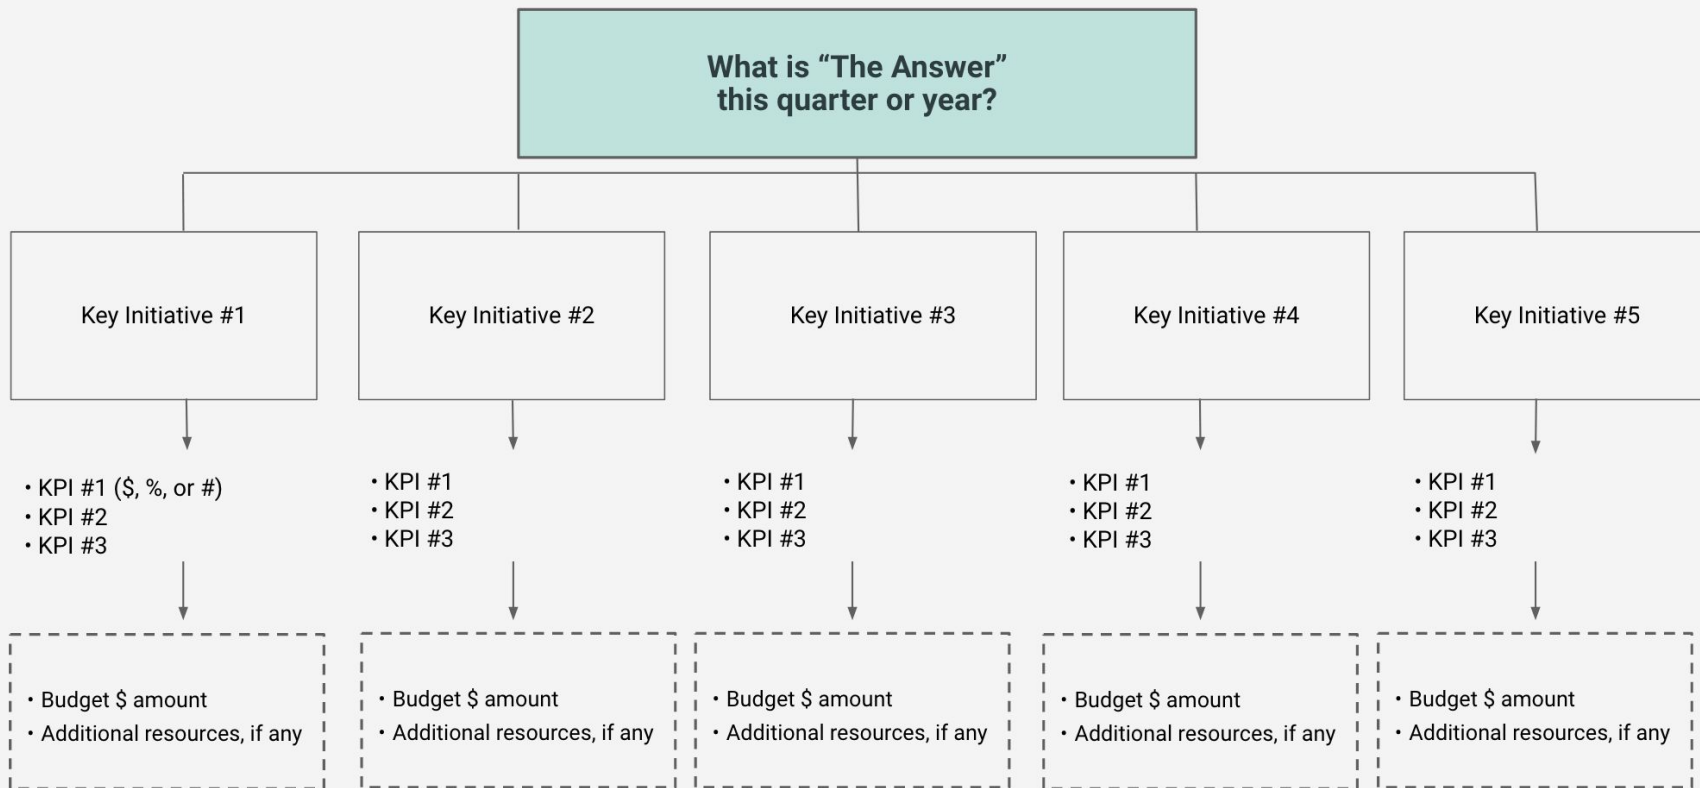 What is “The Answer”
this quarter or year?
Key Initiative #1
Key Initiative #2
Key Initiative #3
Key Initiative #4
Key Initiative #5
• KPI #1 ($, %, or #)
• KPI #2
• KPI #3
• KPI #1
• KPI #2
• KPI #3
• KPI #1
• KPI #2
• KPI #3
• KPI #1
• KPI #2
• KPI #3
• KPI #1
• KPI #2
• KPI #3
• Budget $ amount
• Additional resources, if any
• Budget $ amount
• Additional resources, if any
• Budget $ amount
• Additional resources, if any
• Budget $ amount
• Additional resources, if any
• Budget $ amount
• Additional resources, if any